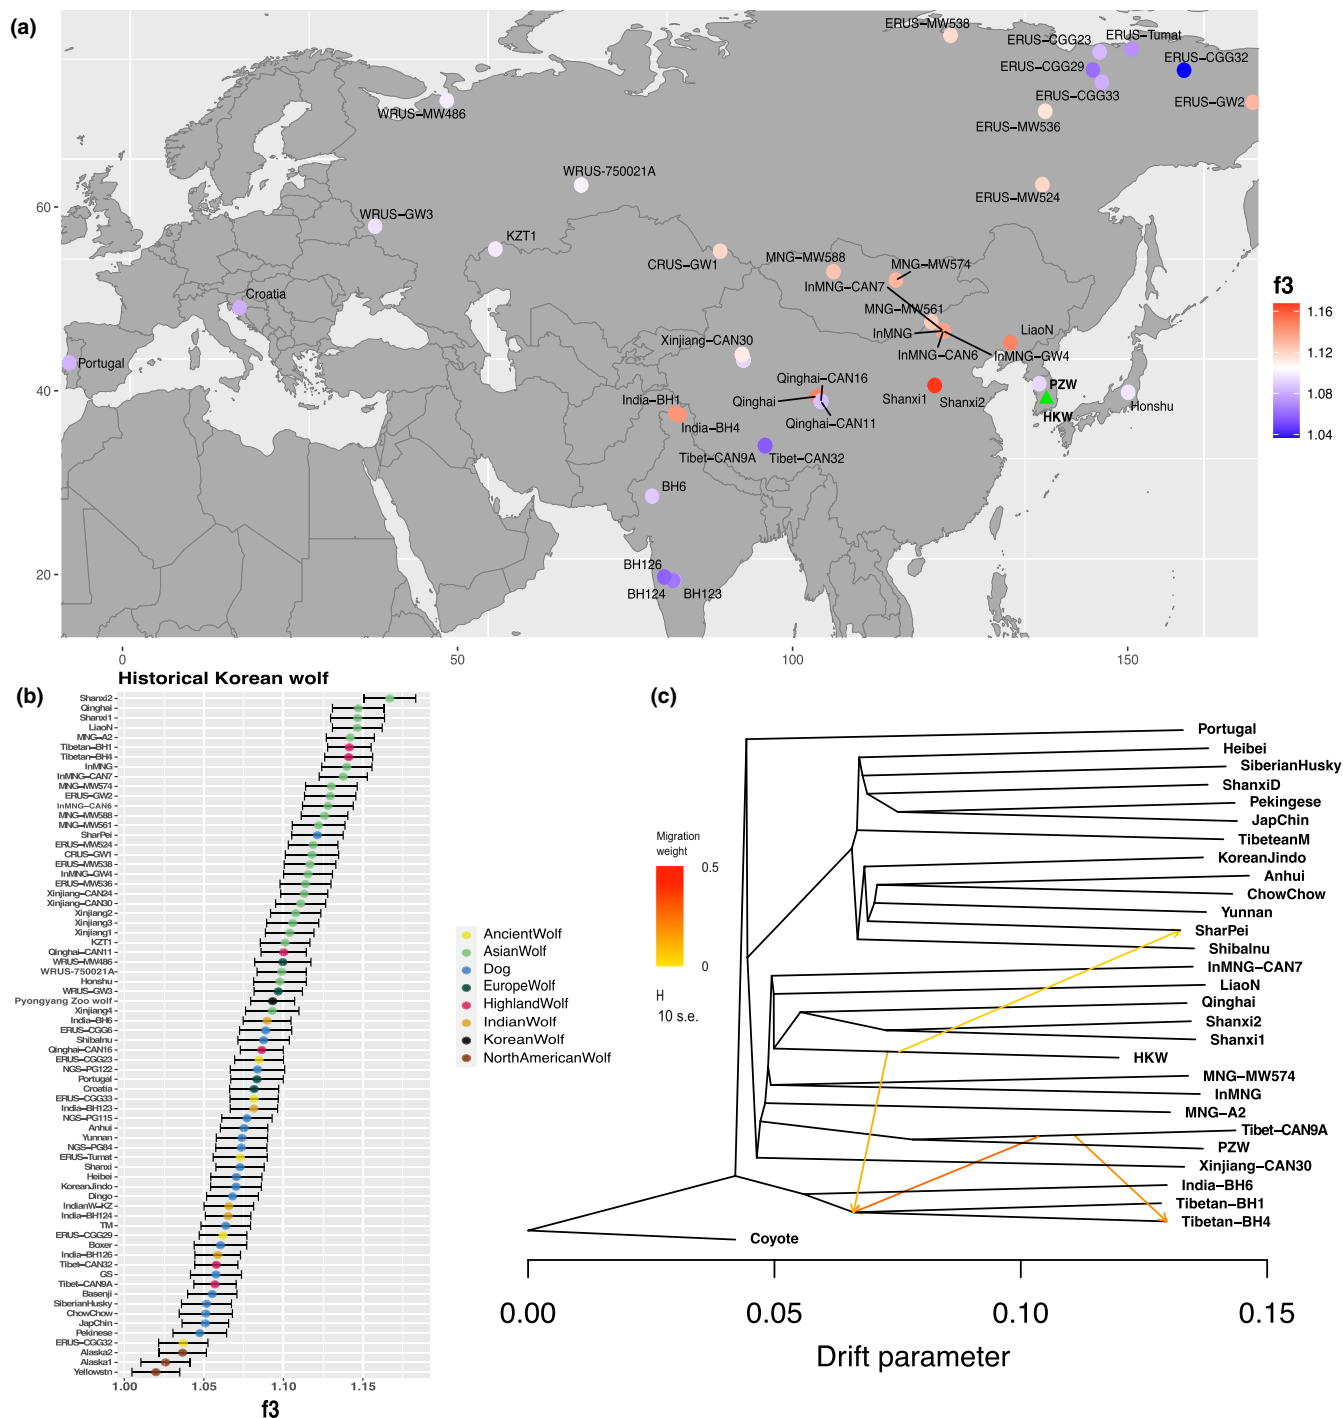 (a)
ERUS−MW538
ERUS−CGG23
ERUS−Tumat
ERUS−CGG32
ERUS−CGG29
ERUS−CGG33
ERUS−GW2
WRUS−MW486
ERUS−MW536
WRUS−750021A
ERUS−MW524
WRUS−GW3
KZT1
CRUS−GW1
MNG−MW588
MNG−MW574
InMNG−CAN7
Croatia
MNG−MW561
InMNG
LiaoN
InMNG−CAN6
InMNG−GW4
Xinjiang−CAN30
Portugal
Qinghai−CAN16
PZW
India−BH1
Qinghai
Shanxi1
Shanxi2
Honshu
HKW
India−BH4
Qinghai−CAN11
Tibet−CAN9A
Tibet−CAN32
BH6
BH126
BH124
BH123
60
40
20
0
50
100
150
f3
1.16
1.12
1.08
1.04
(b)
Historical Korean wolf
Shanxi2
Qinghai
Shanxi1
LiaoN
MNG−A2
Tibetan−BH1
Tibetan−BH4
InMNG
InMNG−CAN7
MNG−MW574
ERUS−GW2
InMNG−CAN6
MNG−MW588
MNG−MW561
SharPei
ERUS−MW524
CRUS−GW1
ERUS−MW538
InMNG−GW4
ERUS−MW536
Xinjiang−CAN24
Xinjiang−CAN30
Xinjiang2
Xinjiang3
Xinjiang1
KZT1
Qinghai−CAN11
WRUS−MW486
WRUS−750021A
Honshu
WRUS−GW3
Pyongyang Zoo wolf
Xinjiang4
India−BH6
ERUS−CGG6
ShibaInu
Qinghai−CAN16
ERUS−CGG23
NGS−PG122
Portugal
Croatia
ERUS−CGG33
India−BH123
NGS−PG115
Anhui
Yunnan
NGS−PG84
ERUS−Tumat
Shanxi
Heibei
KoreanJindo
Dingo
IndianW−KZ
India−BH124
TM
ERUS−CGG29
Boxer
India−BH126
Tibet−CAN32
GS
Tibet−CAN9A
Basenji
SiberianHusky
ChowChow
JapChin
Pekinese
ERUS−CGG32
Alaska2
Alaska1
Yellowstn
1.00
1.05
1.10
1.15
f3
AncientWolf
AsianWolf
Dog
EuropeWolf
HighlandWolf
IndianWolf
KoreanWolf
NorthAmericanWolf
(c)
Migration
weight
0.5
0
10 s.e.
Portugal
Heibei
SiberianHusky
ShanxiD
Pekingese
JapChin
TibeteanM
KoreanJindo
Anhui
ChowChow
Yunnan
SharPei
ShibaInu
InMNG−CAN7
LiaoN
Qinghai
Shanxi2
Shanxi1
HKW
MNG−MW574
InMNG
MNG−A2
Tibet−CAN9A
PZW
Xinjiang−CAN30
India−BH6
Tibetan−BH1
Tibetan−BH4
Coyote
0.00
0.05
0.10
0.15
Drift parameter